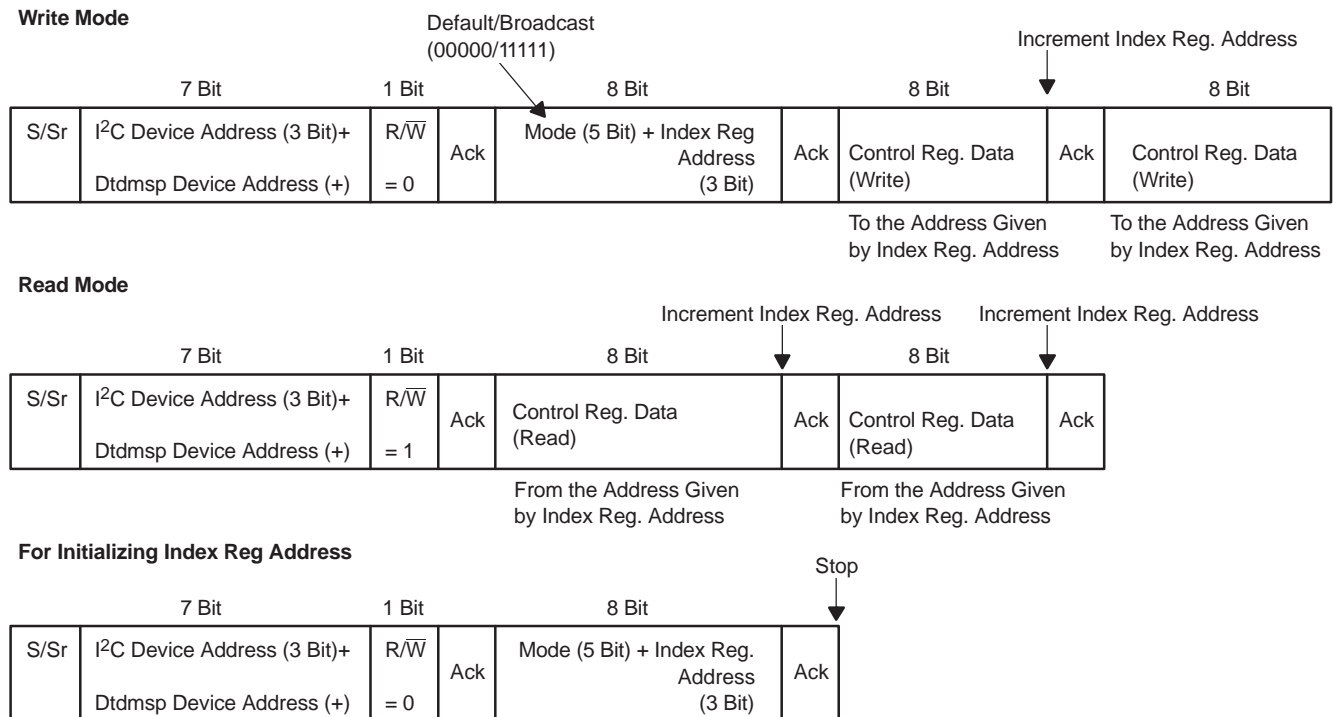 Write Mode
Default/Broadcast
(00000/11111)
Increment Index Reg. Address
7 Bit 1 Bit 8 Bit 8 Bit 8 Bit
S/Sr I²C Device Address (3 Bit)+ R/W̅ Mode (5 Bit) + Index Reg
Address
Ack Ack Control Reg. Data Ack Control Reg. Data
Dtdmsp Device Address (+) = 0 (3 Bit) (Write) (Write)
To the Address Given To the Address Given
by Index Reg. Address by Index Reg. Address
Read Mode
Increment Index Reg. Address Increment Index Reg. Address
7 Bit 1 Bit 8 Bit 8 Bit
S/Sr I²C Device Address (3 Bit)+ R/W̅
Ack Control Reg. Data Ack Control Reg. Data Ack
(Read) (Read)
Dtdmsp Device Address (+) = 1
From the Address Given From the Address Given
by Index Reg. Address by Index Reg. Address
For Initializing Index Reg Address
Stop
7 Bit 1 Bit 8 Bit
S/Sr I²C Device Address (3 Bit)+ R/W̅ Mode (5 Bit) + Index Reg.
Ack Address Ack
Dtdmsp Device Address (+) = 0 (3 Bit)